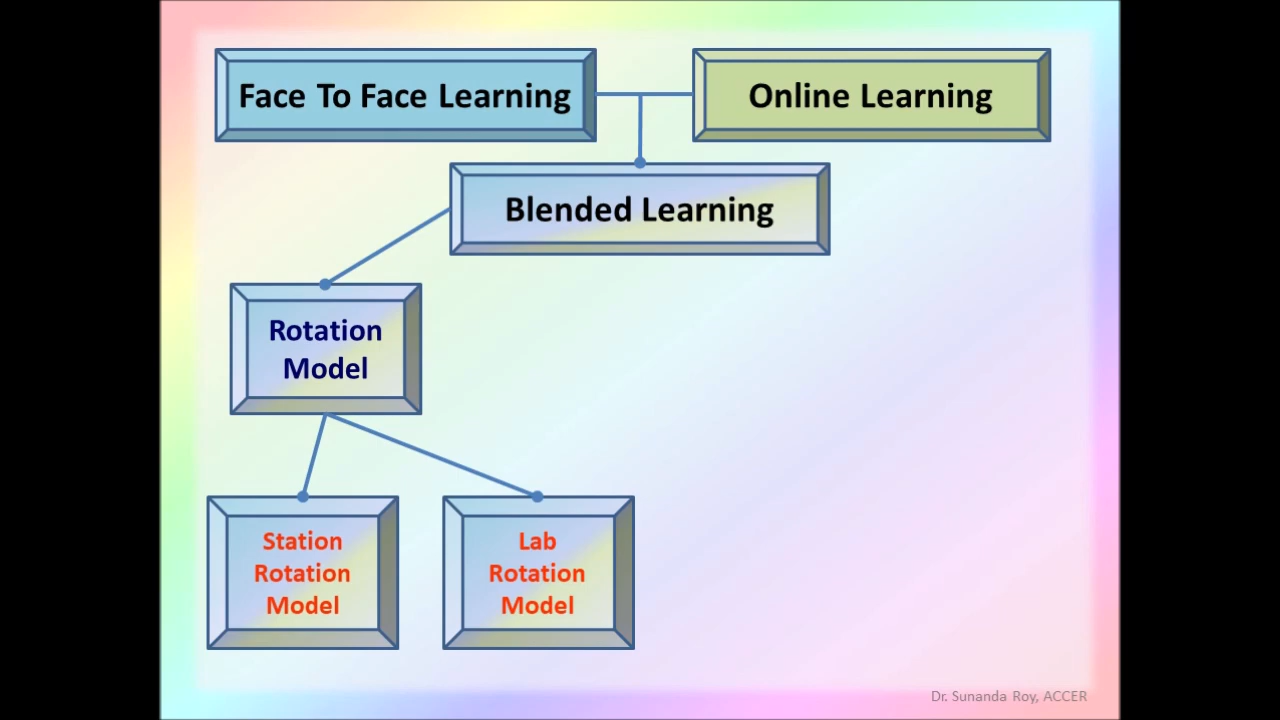 Face To Face Learning
Online Learning
Blended Learning
Rotation
Model
Station
Rotation
Model
Lab
Rotation
Model
Dr. Sunanda Roy, ACCER